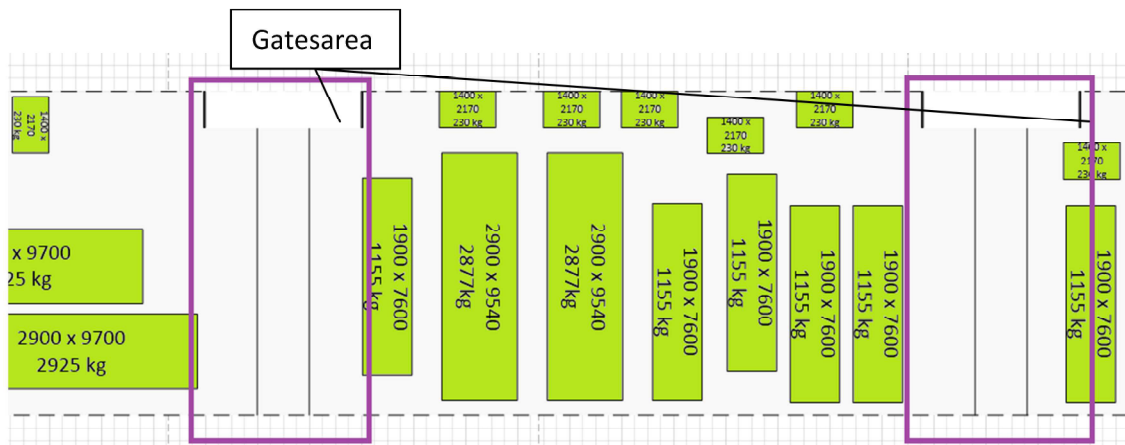 Gatesarea
1400 x
2170
230 kg
1400 x
2170
230 kg
1400 x
2170
230 kg
1400 x
2170
230 kg
1400 x
2170
230 kg
1400 x
2170
230 kg
1400 x
2170
230 kg
x 9700
25 kg
2900 x 9700
2925 kg
1900 x 7600
1155 kg
2900 x 9540
2877kg
2900 x 9540
2877kg
1900 x 7600
1155 kg
1900 x 7600
1155 kg
1900 x 7600
1155 kg
1900 x 7600
1155 kg
1900 x 7600
1155 kg